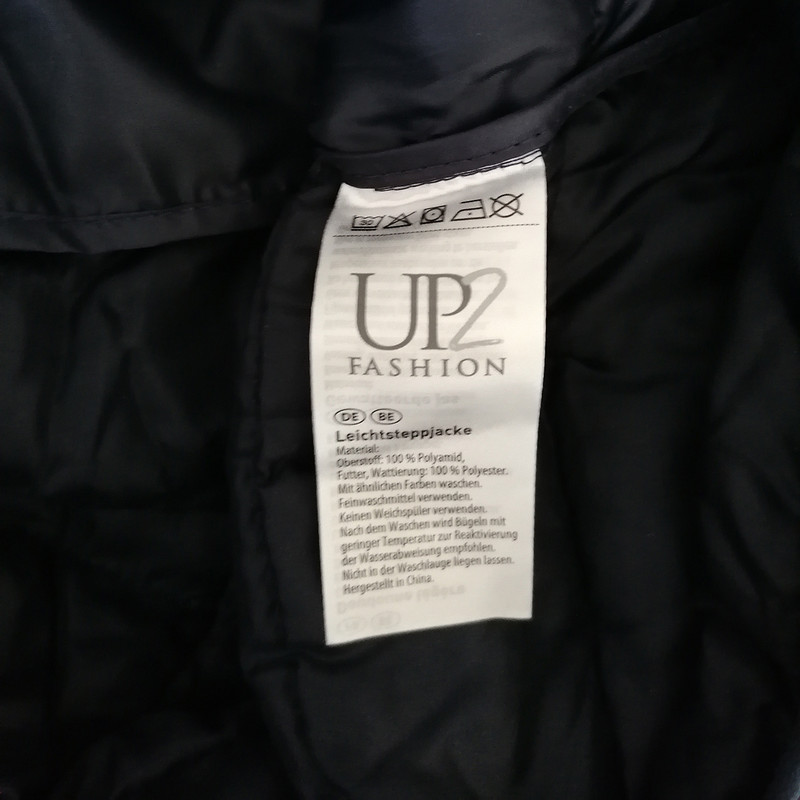 30
UP2
FASHION
DE BE
Leichtsteppjacke
Material:
Oberstoff: 100 % Polyamid,
Futter, Wattierung: 100 % Polyester.
Mit ähnlichen Farben waschen.
Feinwaschmittel verwenden.
Keinen Weichspüler verwenden.
Nach dem Waschen wird Bügeln mit
geringer Temperatur zur Reaktivierung
der Wasserabweisung empfohlen.
Nicht in der Waschlauge liegen lassen.
Hergestellt in China.